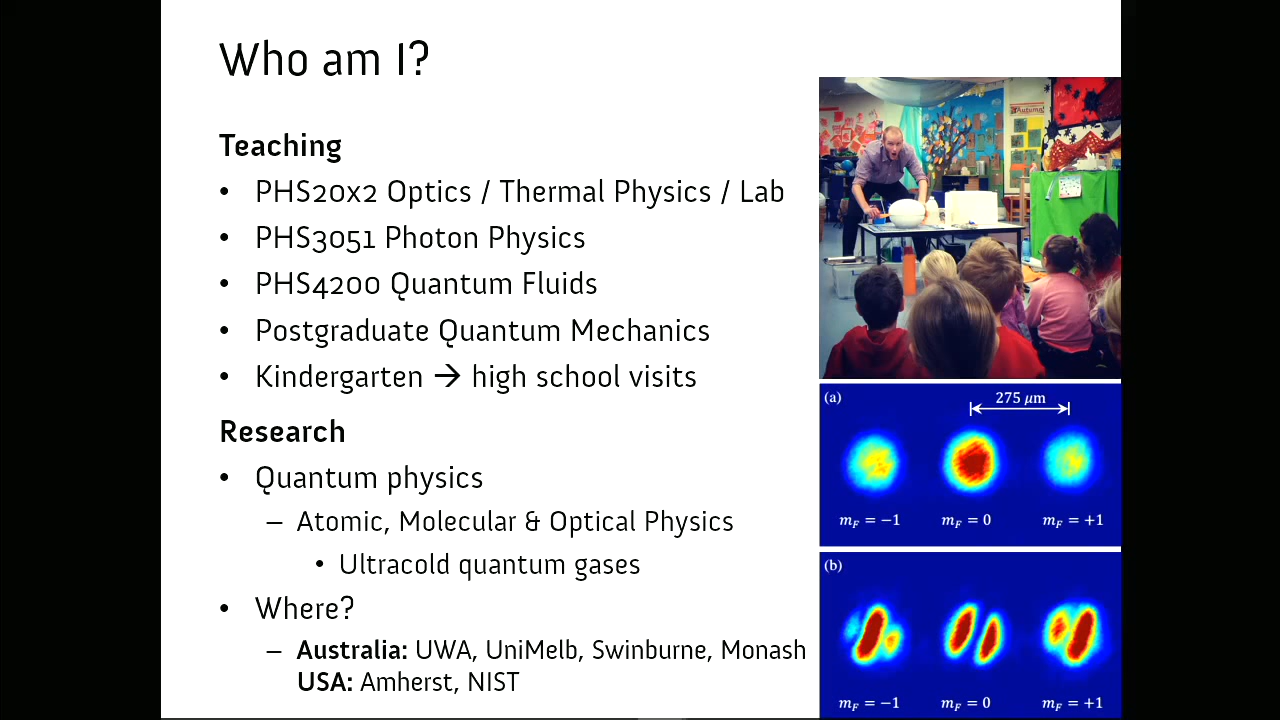 Who am I?
Teaching
• PHS20x2 Optics / Thermal Physics / Lab
• PHS3051 Photon Physics
• PHS4200 Quantum Fluids
• Postgraduate Quantum Mechanics
• Kindergarten → high school visits
Research
• Quantum physics
– Atomic, Molecular & Optical Physics
• Ultracold quantum gases
• Where?
– Australia: UWA, UniMelb, Swinburne, Monash
USA: Amherst, NIST
Autumn
(a)
275 μm
m_F = −1 m_F = 0 m_F = +1
(b)
m_F = −1 m_F = 0 m_F = +1